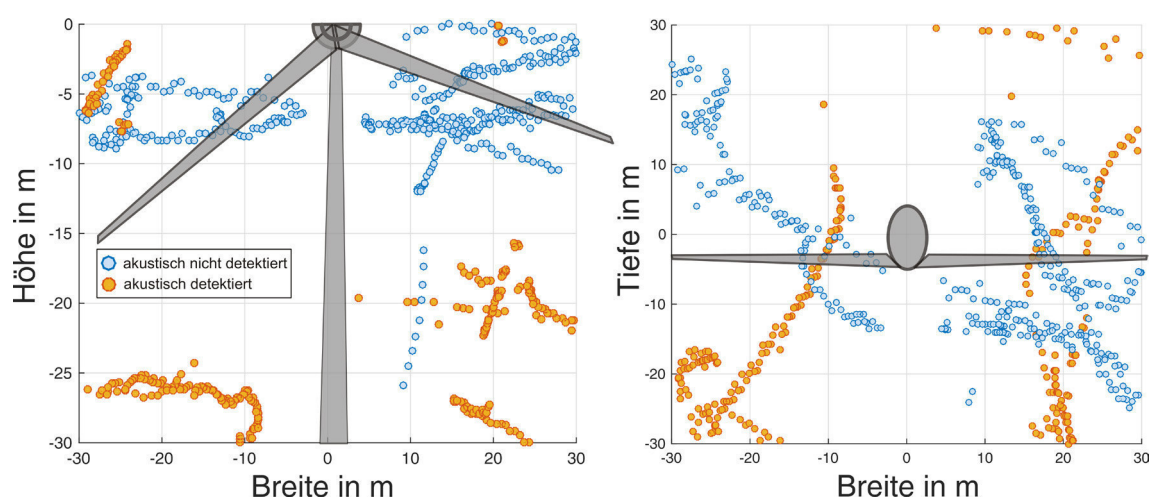 Höhe in m
0
-5
-10
-15
-20
-25
-30
akustisch nicht detektiert
akustisch detektiert
-30 -20 -10 0 10 20 30
Breite in m
Tiefe in m
30
20
10
0
-10
-20
30
-30 -20 -10 0 10 20 30
Breite in m